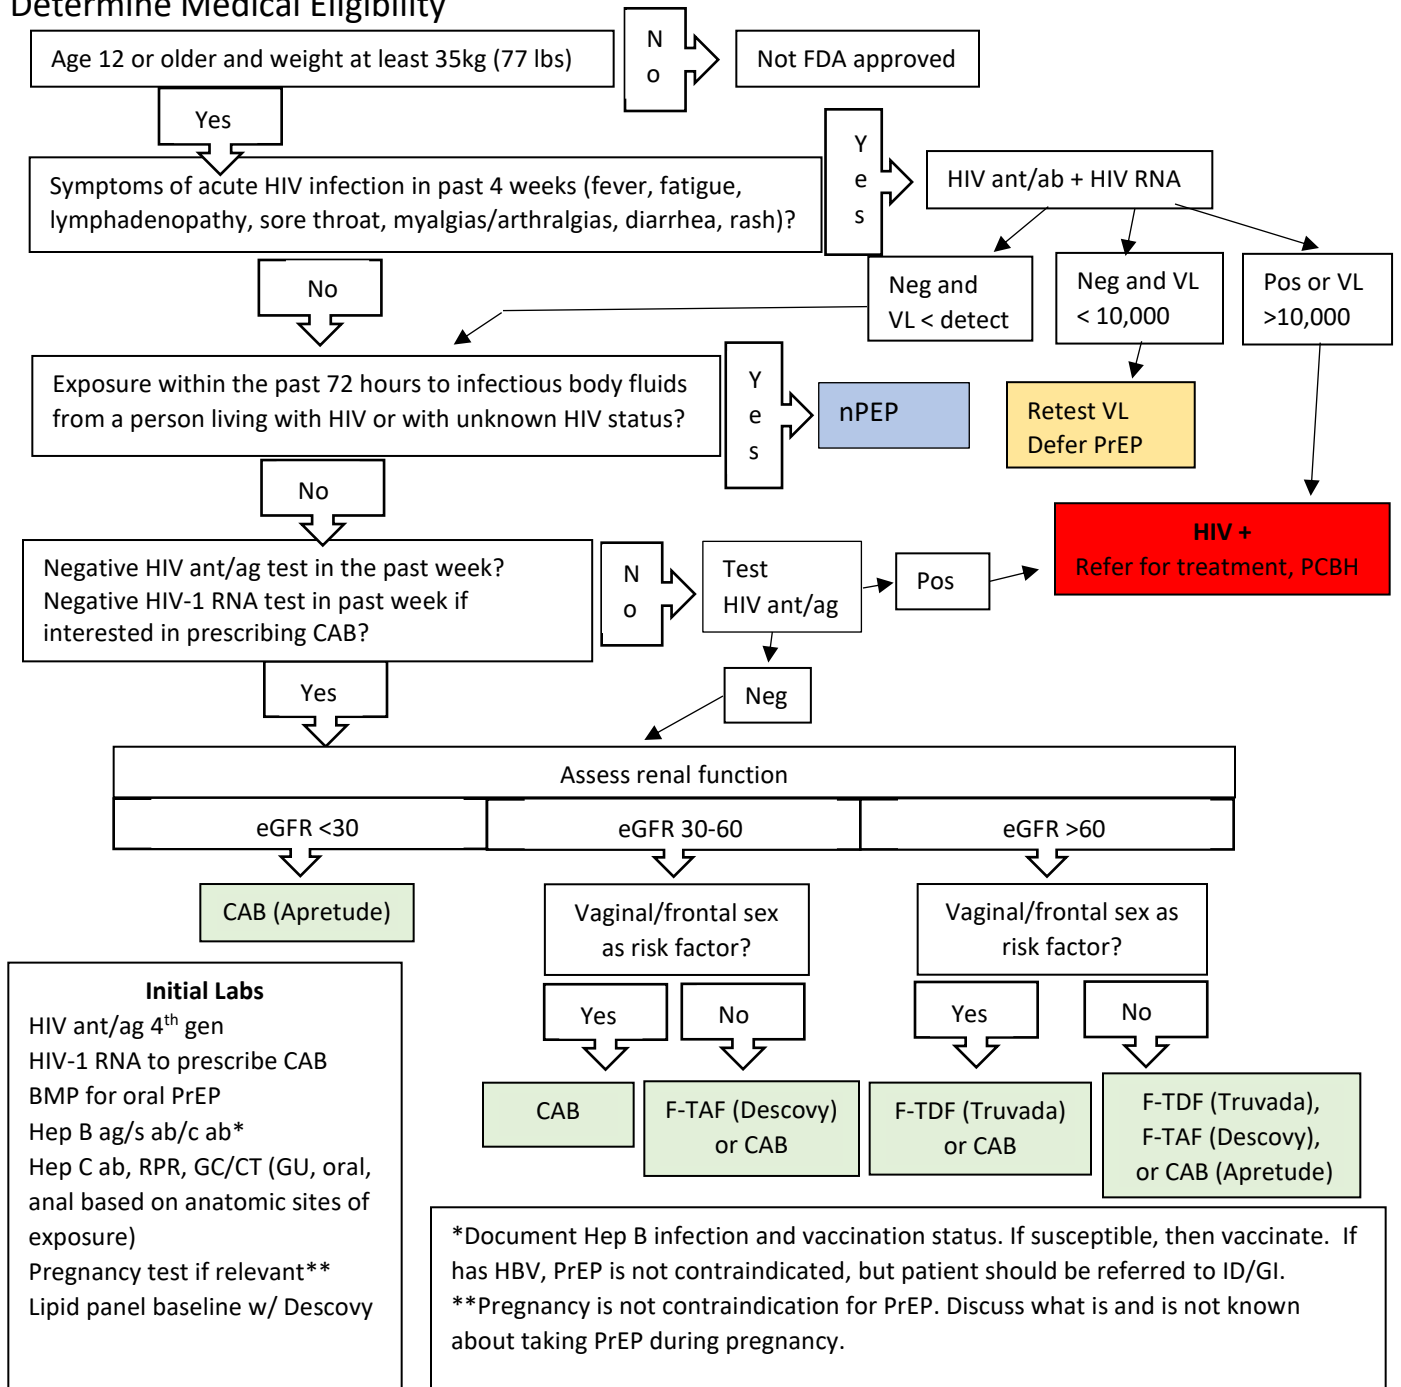 Determine Medical Eligibility
Age 12 or older and weight at least 35kg (77 lbs)
N
o
Not FDA approved
Yes
Symptoms of acute HIV infection in past 4 weeks (fever, fatigue,
lymphadenopathy, sore throat, myalgias/arthralgias, diarrhea, rash)?
Y
e
s
HIV ant/ab + HIV RNA
Neg and
VL < detect
Neg and VL
< 10,000
Pos or VL
>10,000
No
Exposure within the past 72 hours to infectious body fluids
from a person living with HIV or with unknown HIV status?
Y
e
s
nPEP
Retest VL
Defer PrEP
HIV +
Refer for treatment, PCBH
No
Negative HIV ant/ag test in the past week?
Negative HIV-1 RNA test in past week if
interested in prescribing CAB?
N
o
Test
HIV ant/ag
Pos
Neg
Yes
Assess renal function
eGFR <30
eGFR 30-60
eGFR >60
CAB (Apretude)
Vaginal/frontal sex
as risk factor?
Vaginal/frontal sex as
risk factor?
Yes
No
Yes
No
CAB
F-TAF (Descovy)
or CAB
F-TDF (Truvada)
or CAB
F-TDF (Truvada),
F-TAF (Descovy),
or CAB (Apretude)
Initial Labs
HIV ant/ag 4th gen
HIV-1 RNA to prescribe CAB
BMP for oral PrEP
Hep B ag/s ab/c ab*
Hep C ab, RPR, GC/CT (GU, oral,
anal based on anatomic sites of
exposure)
Pregnancy test if relevant**
Lipid panel baseline w/ Descovy
*Document Hep B infection and vaccination status. If susceptible, then vaccinate. If
has HBV, PrEP is not contraindicated, but patient should be referred to ID/GI.
**Pregnancy is not contraindication for PrEP. Discuss what is and is not known
about taking PrEP during pregnancy.